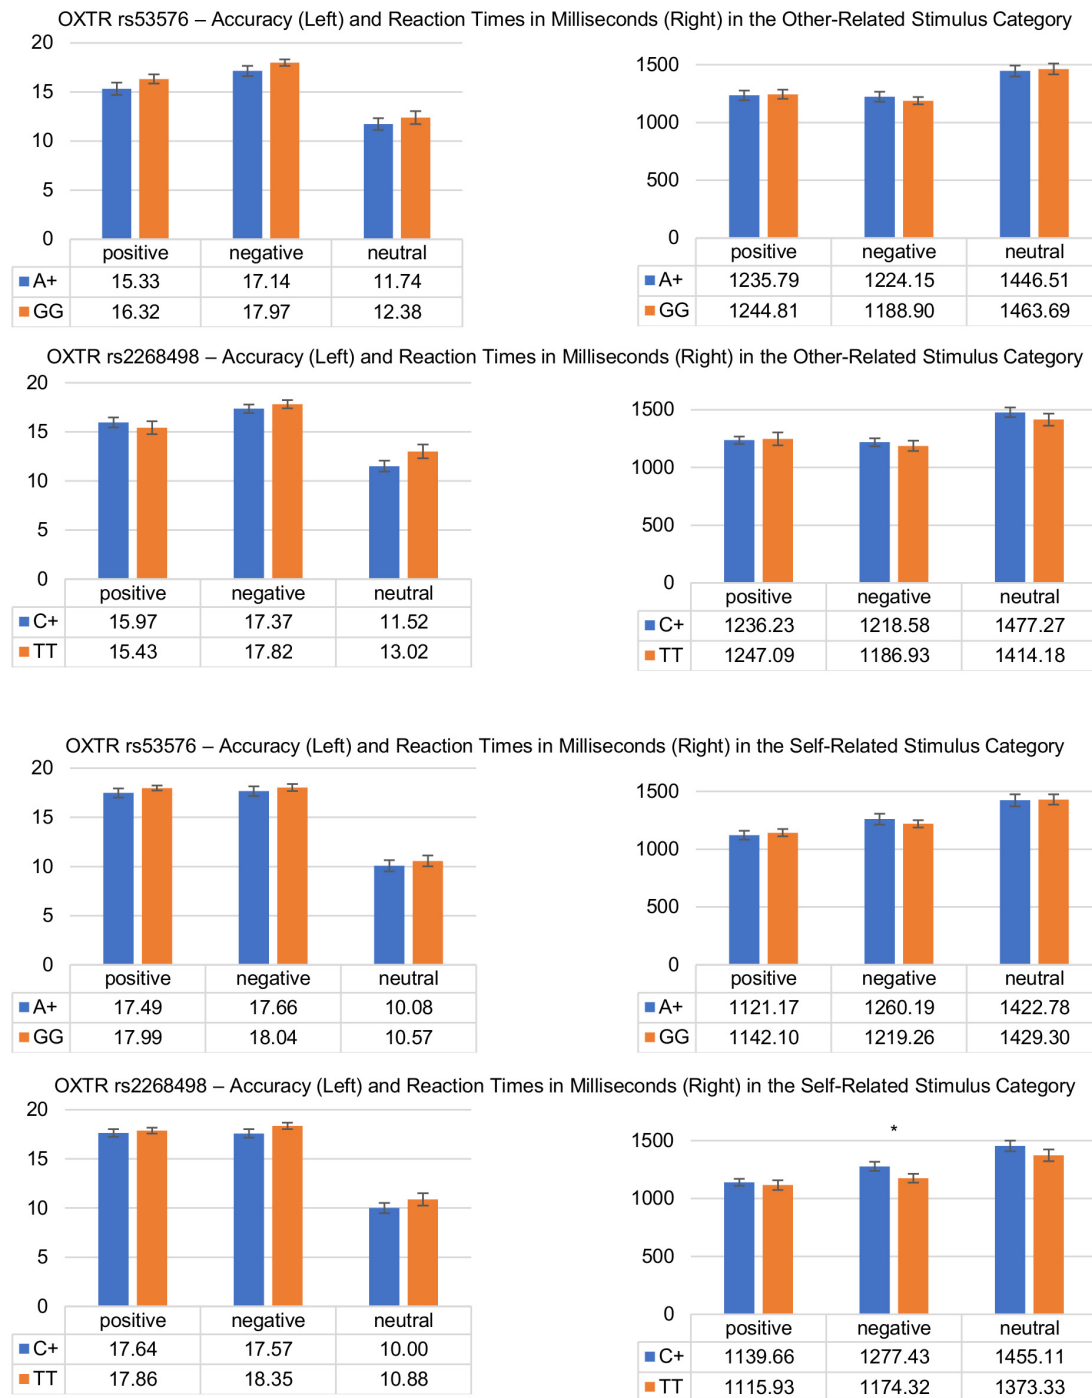 OXTR rs53576 – Accuracy (Left) and Reaction Times in Milliseconds (Right) in the Other-Related Stimulus Category
20
15
10
5
0
positive negative neutral
A+ 15.33 17.14 11.74
GG 16.32 17.97 12.38
1500
1000
500
0
positive negative neutral
A+ 1235.79 1224.15 1446.51
GG 1244.81 1188.90 1463.69
OXTR rs2268498 – Accuracy (Left) and Reaction Times in Milliseconds (Right) in the Other-Related Stimulus Category
20
15
10
5
0
positive negative neutral
C+ 15.97 17.37 11.52
TT 15.43 17.82 13.02
1500
1000
500
0
positive negative neutral
C+ 1236.23 1218.58 1477.27
TT 1247.09 1186.93 1414.18
OXTR rs53576 – Accuracy (Left) and Reaction Times in Milliseconds (Right) in the Self-Related Stimulus Category
20
15
10
5
0
positive negative neutral
A+ 17.49 17.66 10.08
GG 17.99 18.04 10.57
1500
1000
500
0
positive negative neutral
A+ 1121.17 1260.19 1422.78
GG 1142.10 1219.26 1429.30
OXTR rs2268498 – Accuracy (Left) and Reaction Times in Milliseconds (Right) in the Self-Related Stimulus Category
20
15
10
5
0
positive negative neutral
C+ 17.64 17.57 10.00
TT 17.86 18.35 10.88
*
1500
1000
500
0
positive negative neutral
C+ 1139.66 1277.43 1455.11
TT 1115.93 1174.32 1373.33